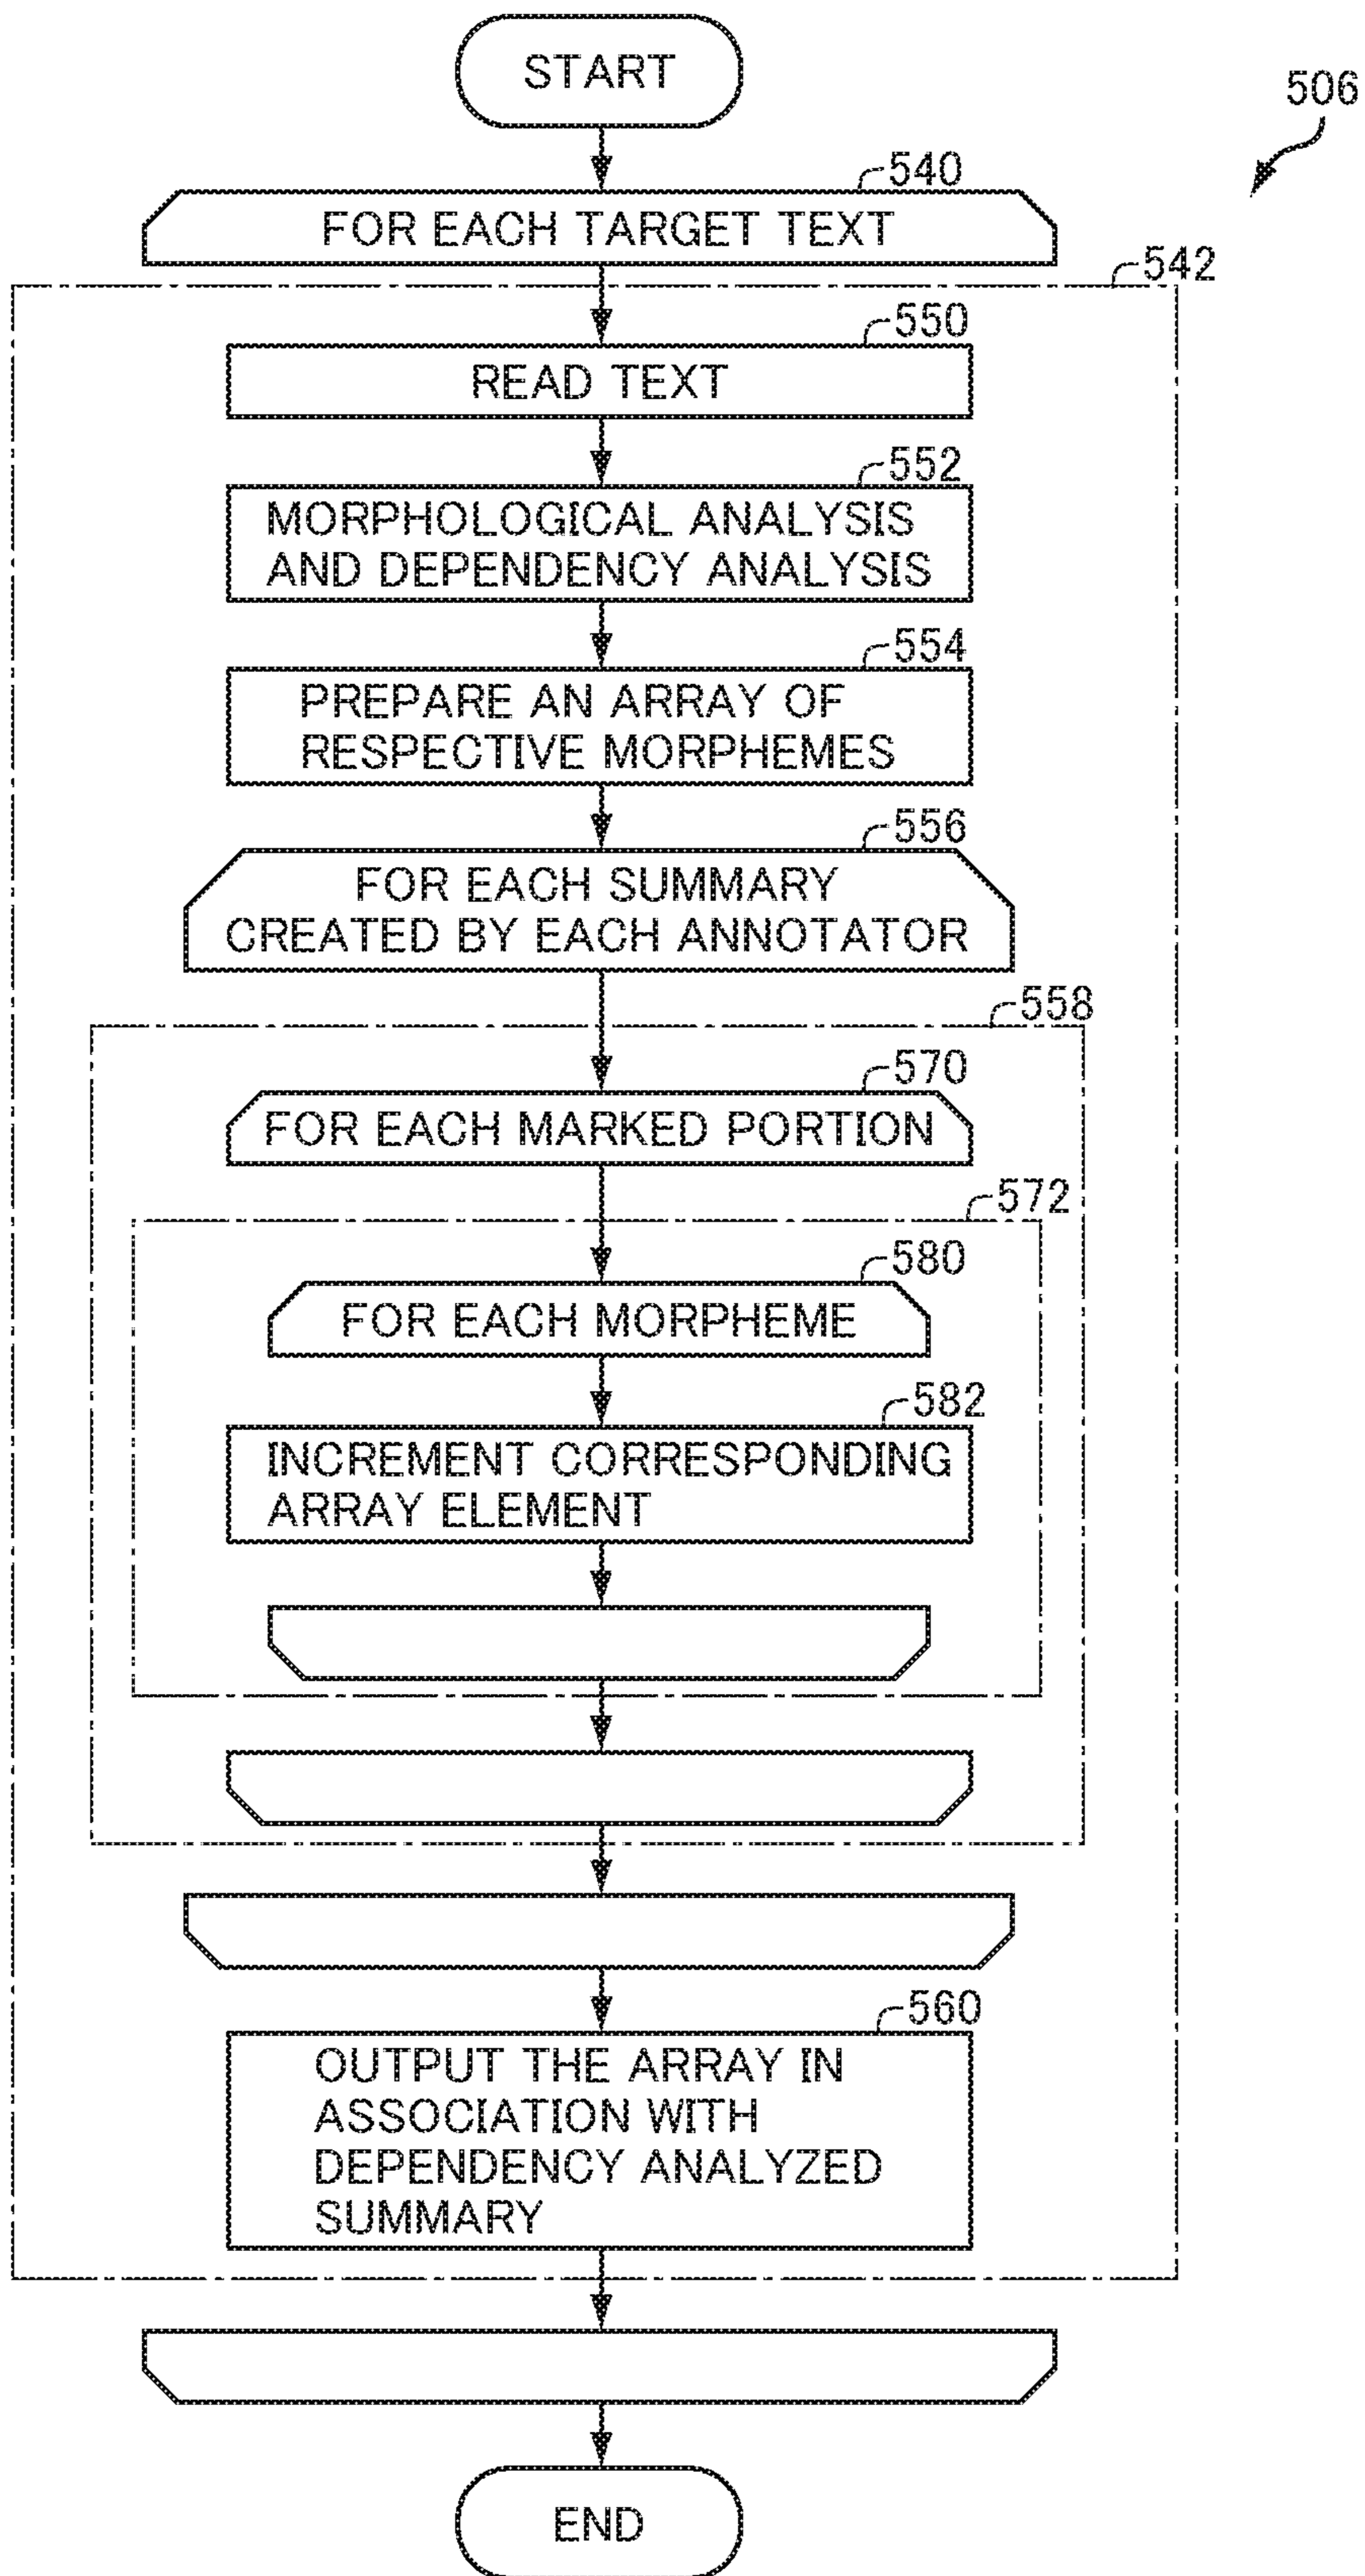 START
506
540
FOR EACH TARGET TEXT
542
550
READ TEXT
552
MORPHOLOGICAL ANALYSIS
AND DEPENDENCY ANALYSIS
554
PREPARE AN ARRAY OF
RESPECTIVE MORPHEMES
556
FOR EACH SUMMARY
CREATED BY EACH ANNOTATOR
558
570
FOR EACH MARKED PORTION
572
580
FOR EACH MORPHEME
582
INCREMENT CORRESPONDING
ARRAY ELEMENT
560
OUTPUT THE ARRAY IN
ASSOCIATION WITH
DEPENDENCY ANALYZED
SUMMARY
END